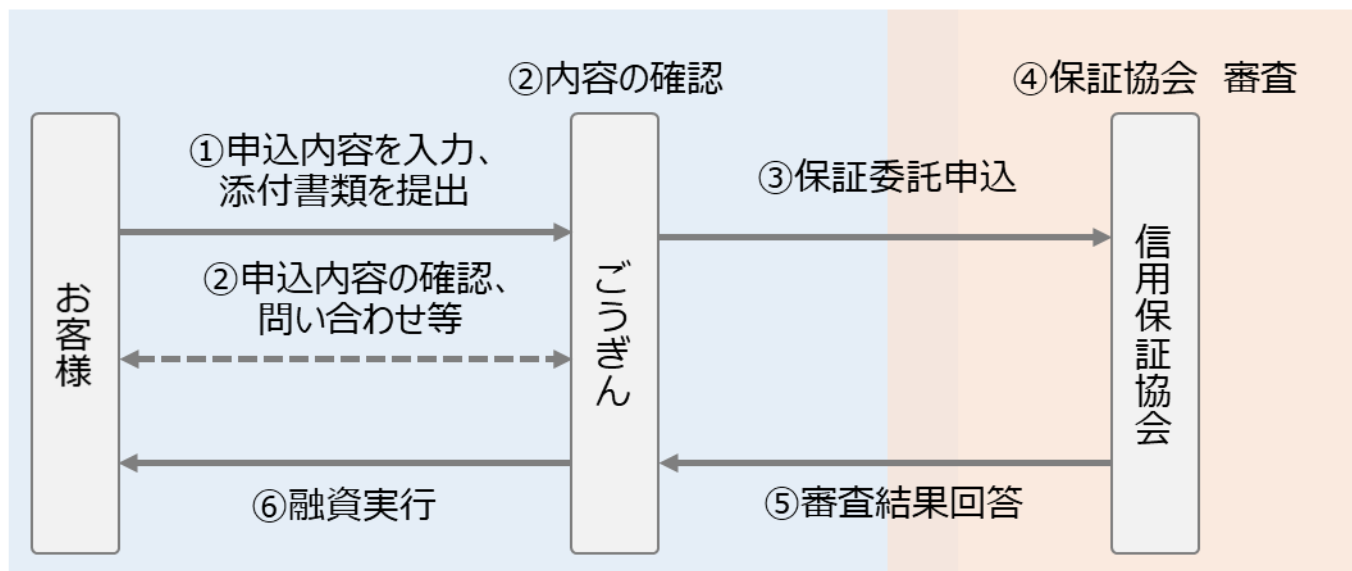 ②内容の確認
④保証協会 審査
①申込内容を入力、
添付書類を提出
③保証委託申込
②申込内容の確認、
問い合わせ等
お客様
ごうぎん
信用保証協会
⑥融資実行
⑤審査結果回答